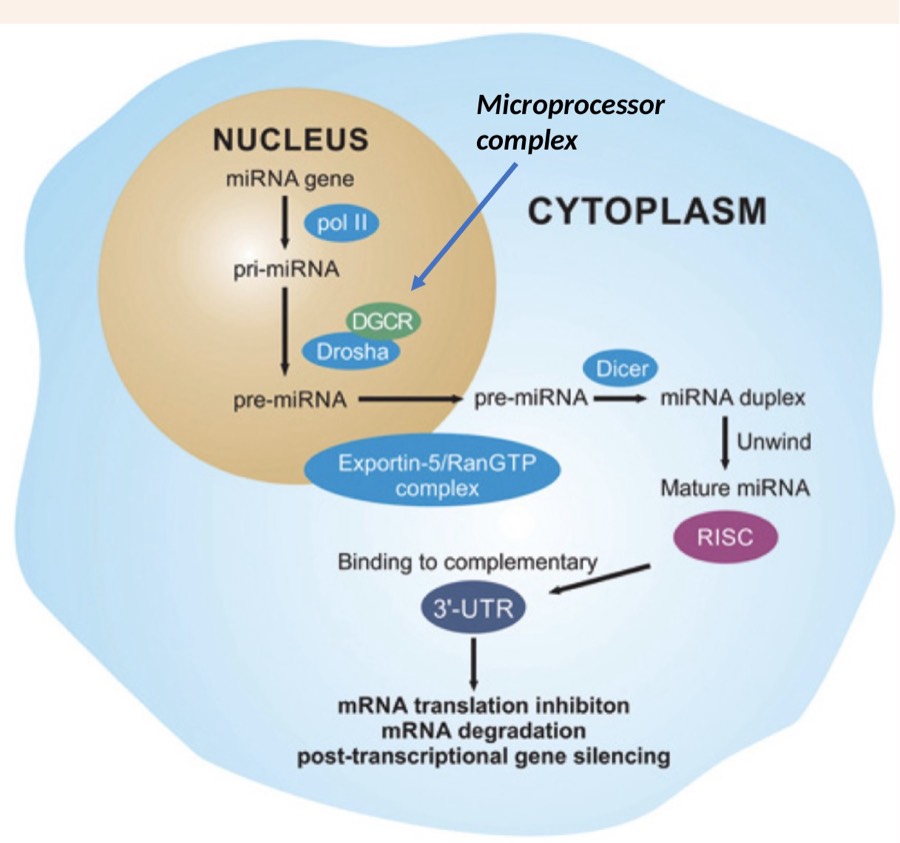 Microprocessor
complex
NUCLEUS
miRNA gene
pol II
CYTOPLASM
pri-miRNA
DGCR
Drosha
Dicer
pre-miRNA
pre-miRNA
miRNA duplex
Unwind
Exportin-5/RanGTP
complex
Mature miRNA
RISC
Binding to complementary
3'-UTR
mRNA translation inhibiton
mRNA degradation
post-transcriptional gene silencing